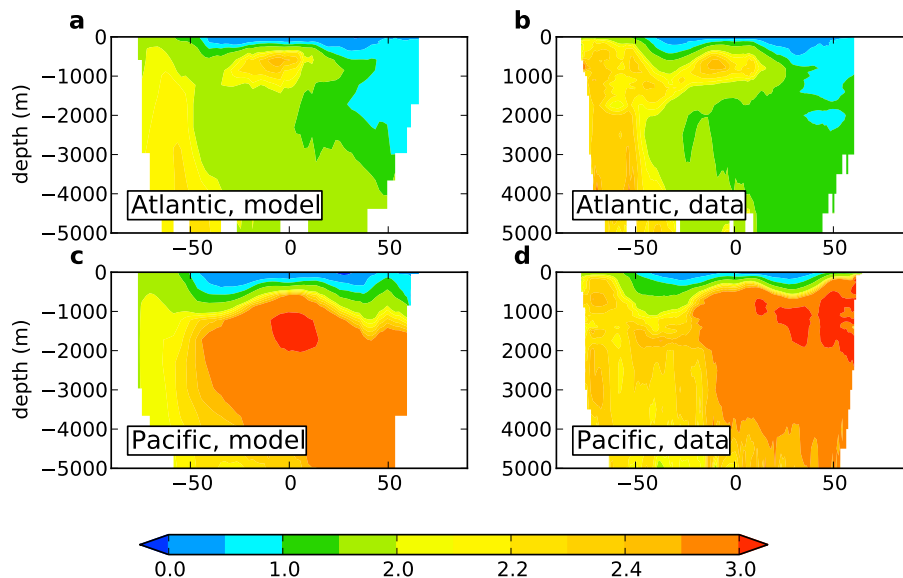 a b
0 0
−1000 −1000
−2000 −2000
−3000 −3000
−4000 −4000
−5000 −5000
depth (m)
Atlantic, model Atlantic, data
−50 0 50 −50 0 50
c d
0 0
−1000 −1000
−2000 −2000
−3000 −3000
−4000 −4000
−5000 −5000
depth (m)
Pacific, model Pacific, data
−50 0 50 −50 0 50
0.0 1.0 2.0 2.2 2.4 3.0